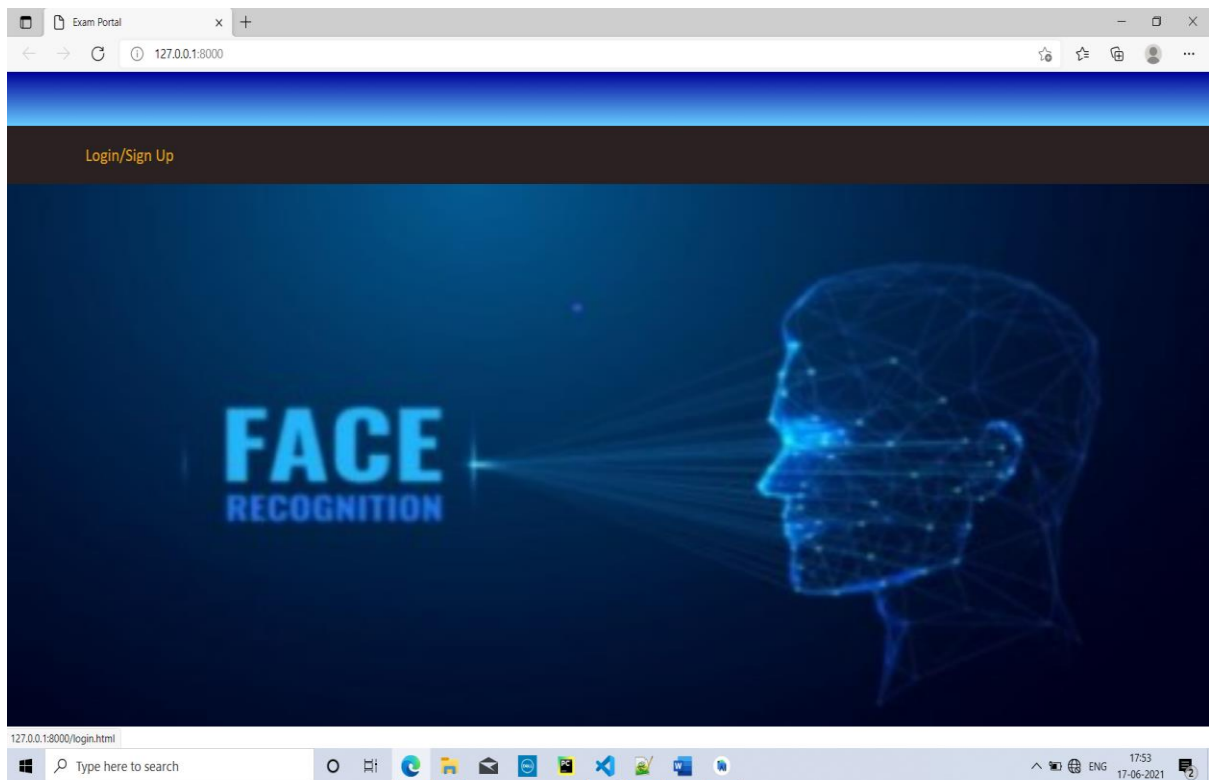 Exam Portal
127.0.0.1:8000
Login/Sign Up
FACE
RECOGNITION
127.0.0.1:8000/login.html
Type here to search
ENG
17:53
17-06-2021